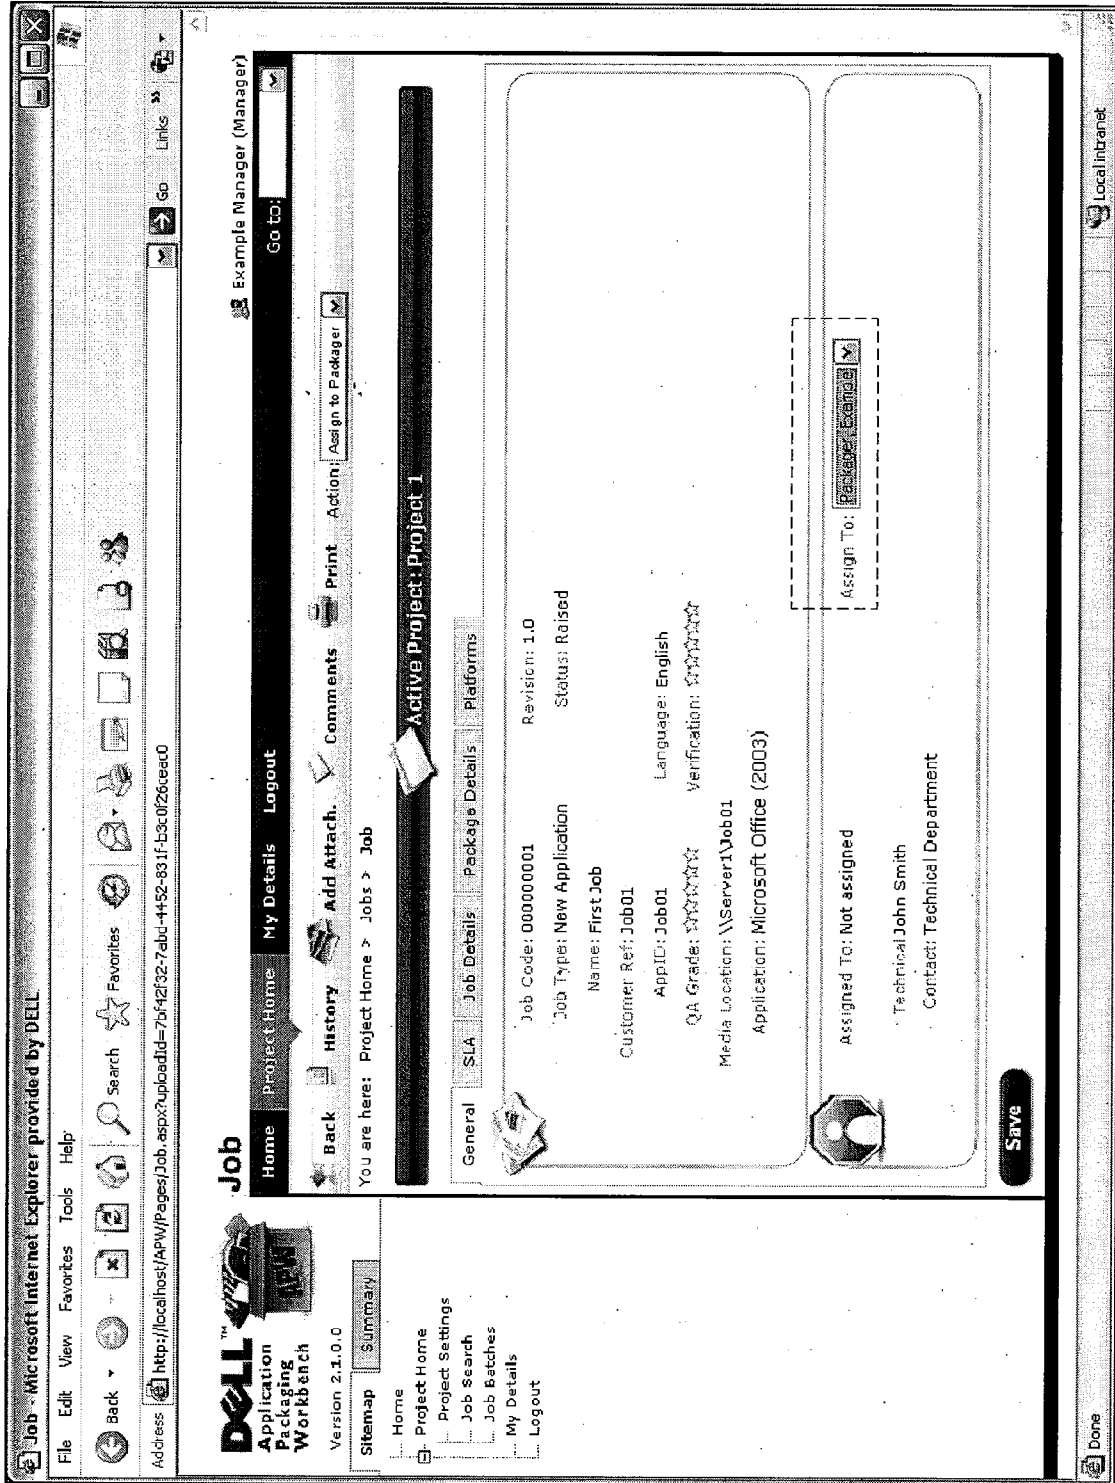 Job - Microsoft Internet Explorer provided by DELL
File Edit View Favorites Tools Help
Back Search Favorites
Address http://localhost/APW/Pages/Job.aspx?uploadId=7bf42f32-7abd-4452-831f-b3c0f26ceac0 Go Links »
DELL™
Application
Packaging
Workbench
APW
Version 2.1.0.0
Sitemap Summary
Home
Project Home
Project Settings
Job Search
Job Batches
My Details
Logout
Job
Example Manager (Manager)
Home Project Home My Details Logout Go to:
Back History Add Attach. Comments Print Action: Assign to Packager
You are here: Project Home > Jobs > Job
Active Project: Project 1
General SLA Job Details Package Details Platforms
Job Code: 00000001 Revision: 1.0
Job Type: New Application Status: Raised
Name: First Job
Customer Ref: Job01
AppID: Job01 Language: English
QA Grade: Verification:
Media Location: \\Server1\Job01
Application: Microsoft Office (2003)
Assigned To: Not assigned Assign To: Packager Example
Technical John Smith
Contact: Technical Department
Save
Done Local intranet